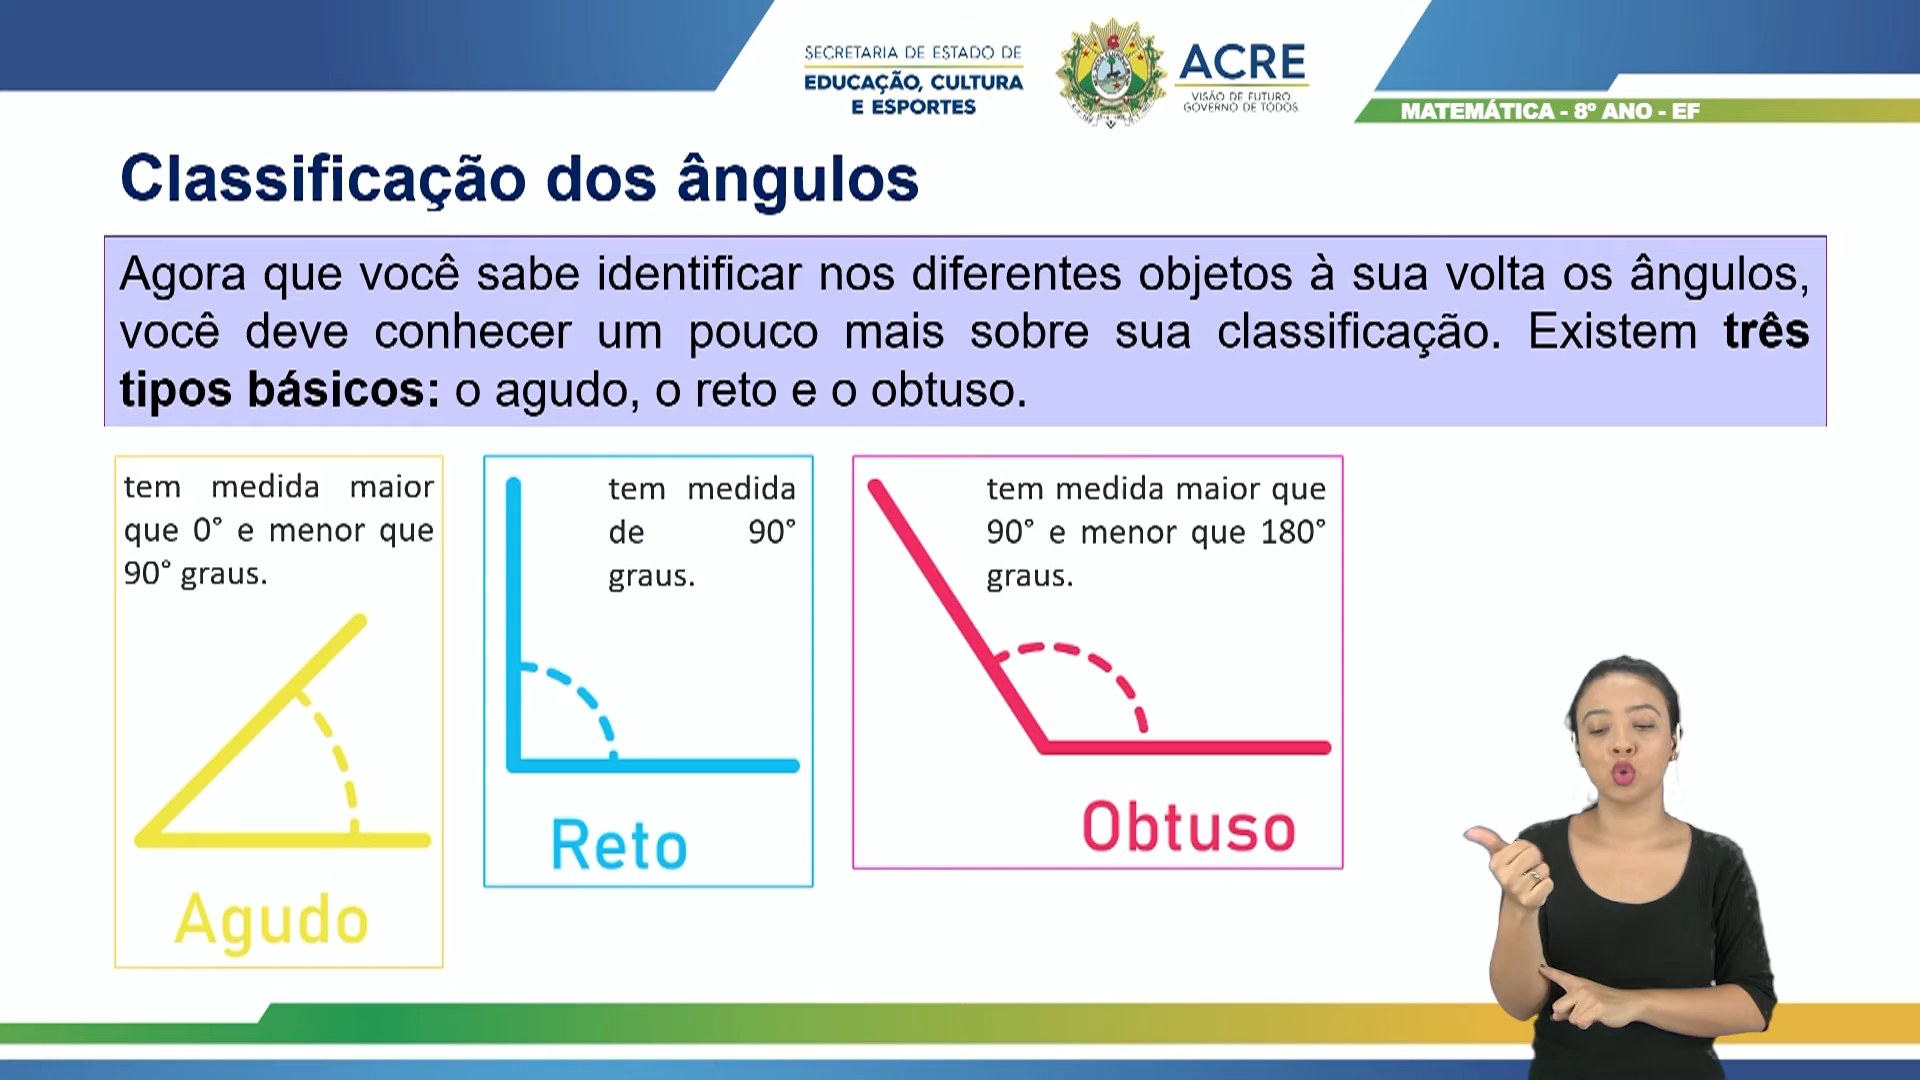 SECRETARIA DE ESTADO DE
EDUCAÇÃO, CULTURA
E ESPORTES
ACRE
VISÃO DE FUTURO.
GOVERNO DE TODOS.
MATEMÁTICA - 8º ANO - EF
Classificação dos ângulos
Agora que você sabe identificar nos diferentes objetos à sua volta os ângulos,
você deve conhecer um pouco mais sobre sua classificação. Existem três
tipos básicos: o agudo, o reto e o obtuso.
tem medida maior
que 0° e menor que
90° graus.
Agudo
tem medida
de 90°
graus.
Reto
tem medida maior que
90° e menor que 180°
graus.
Obtuso